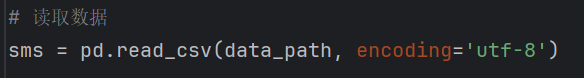 # 读取数据
sms = pd.read_csv(data_path, encoding='utf-8')